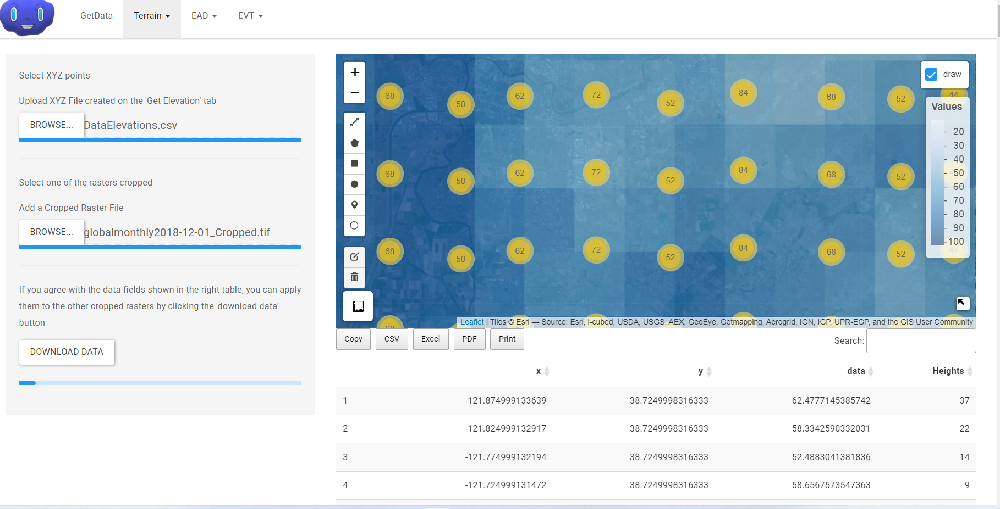 GetData Terrain EAD EVT
Select XYZ points
Upload XYZ File created on the 'Get Elevation' tab
BROWSE... DataElevations.csv
Select one of the rasters cropped
Add a Cropped Raster File
BROWSE... globalmonthly2018-12-01_Cropped.tif
If you agree with the data fields shown in the right table, you can apply
them to the other cropped rasters by clicking the 'download data'
button
DOWNLOAD DATA
+
−
draw
68 50 62 72 52 84 68 52 44
Values
20
30
40
50
60
70
80
90
100
68 50 62 72 52 84 68 52
68 50 62 72 52 84 68 52 44
68
Leaflet | Tiles © Esri — Source: Esri, i-cubed, USDA, USGS, AEX, GeoEye, Getmapping, Aerogrid, IGN, IGP, UPR-EGP, and the GIS User Community
Copy CSV Excel PDF Print Search:
x y data Heights
1 -121.874999133639 38.7249998316333 62.4777145385742 37
2 -121.824999132917 38.7249998316333 58.3342590332031 22
3 -121.774999132194 38.7249998316333 52.4883041381836 14
4 -121.724999131472 38.7249998316333 58.6567573547363 9